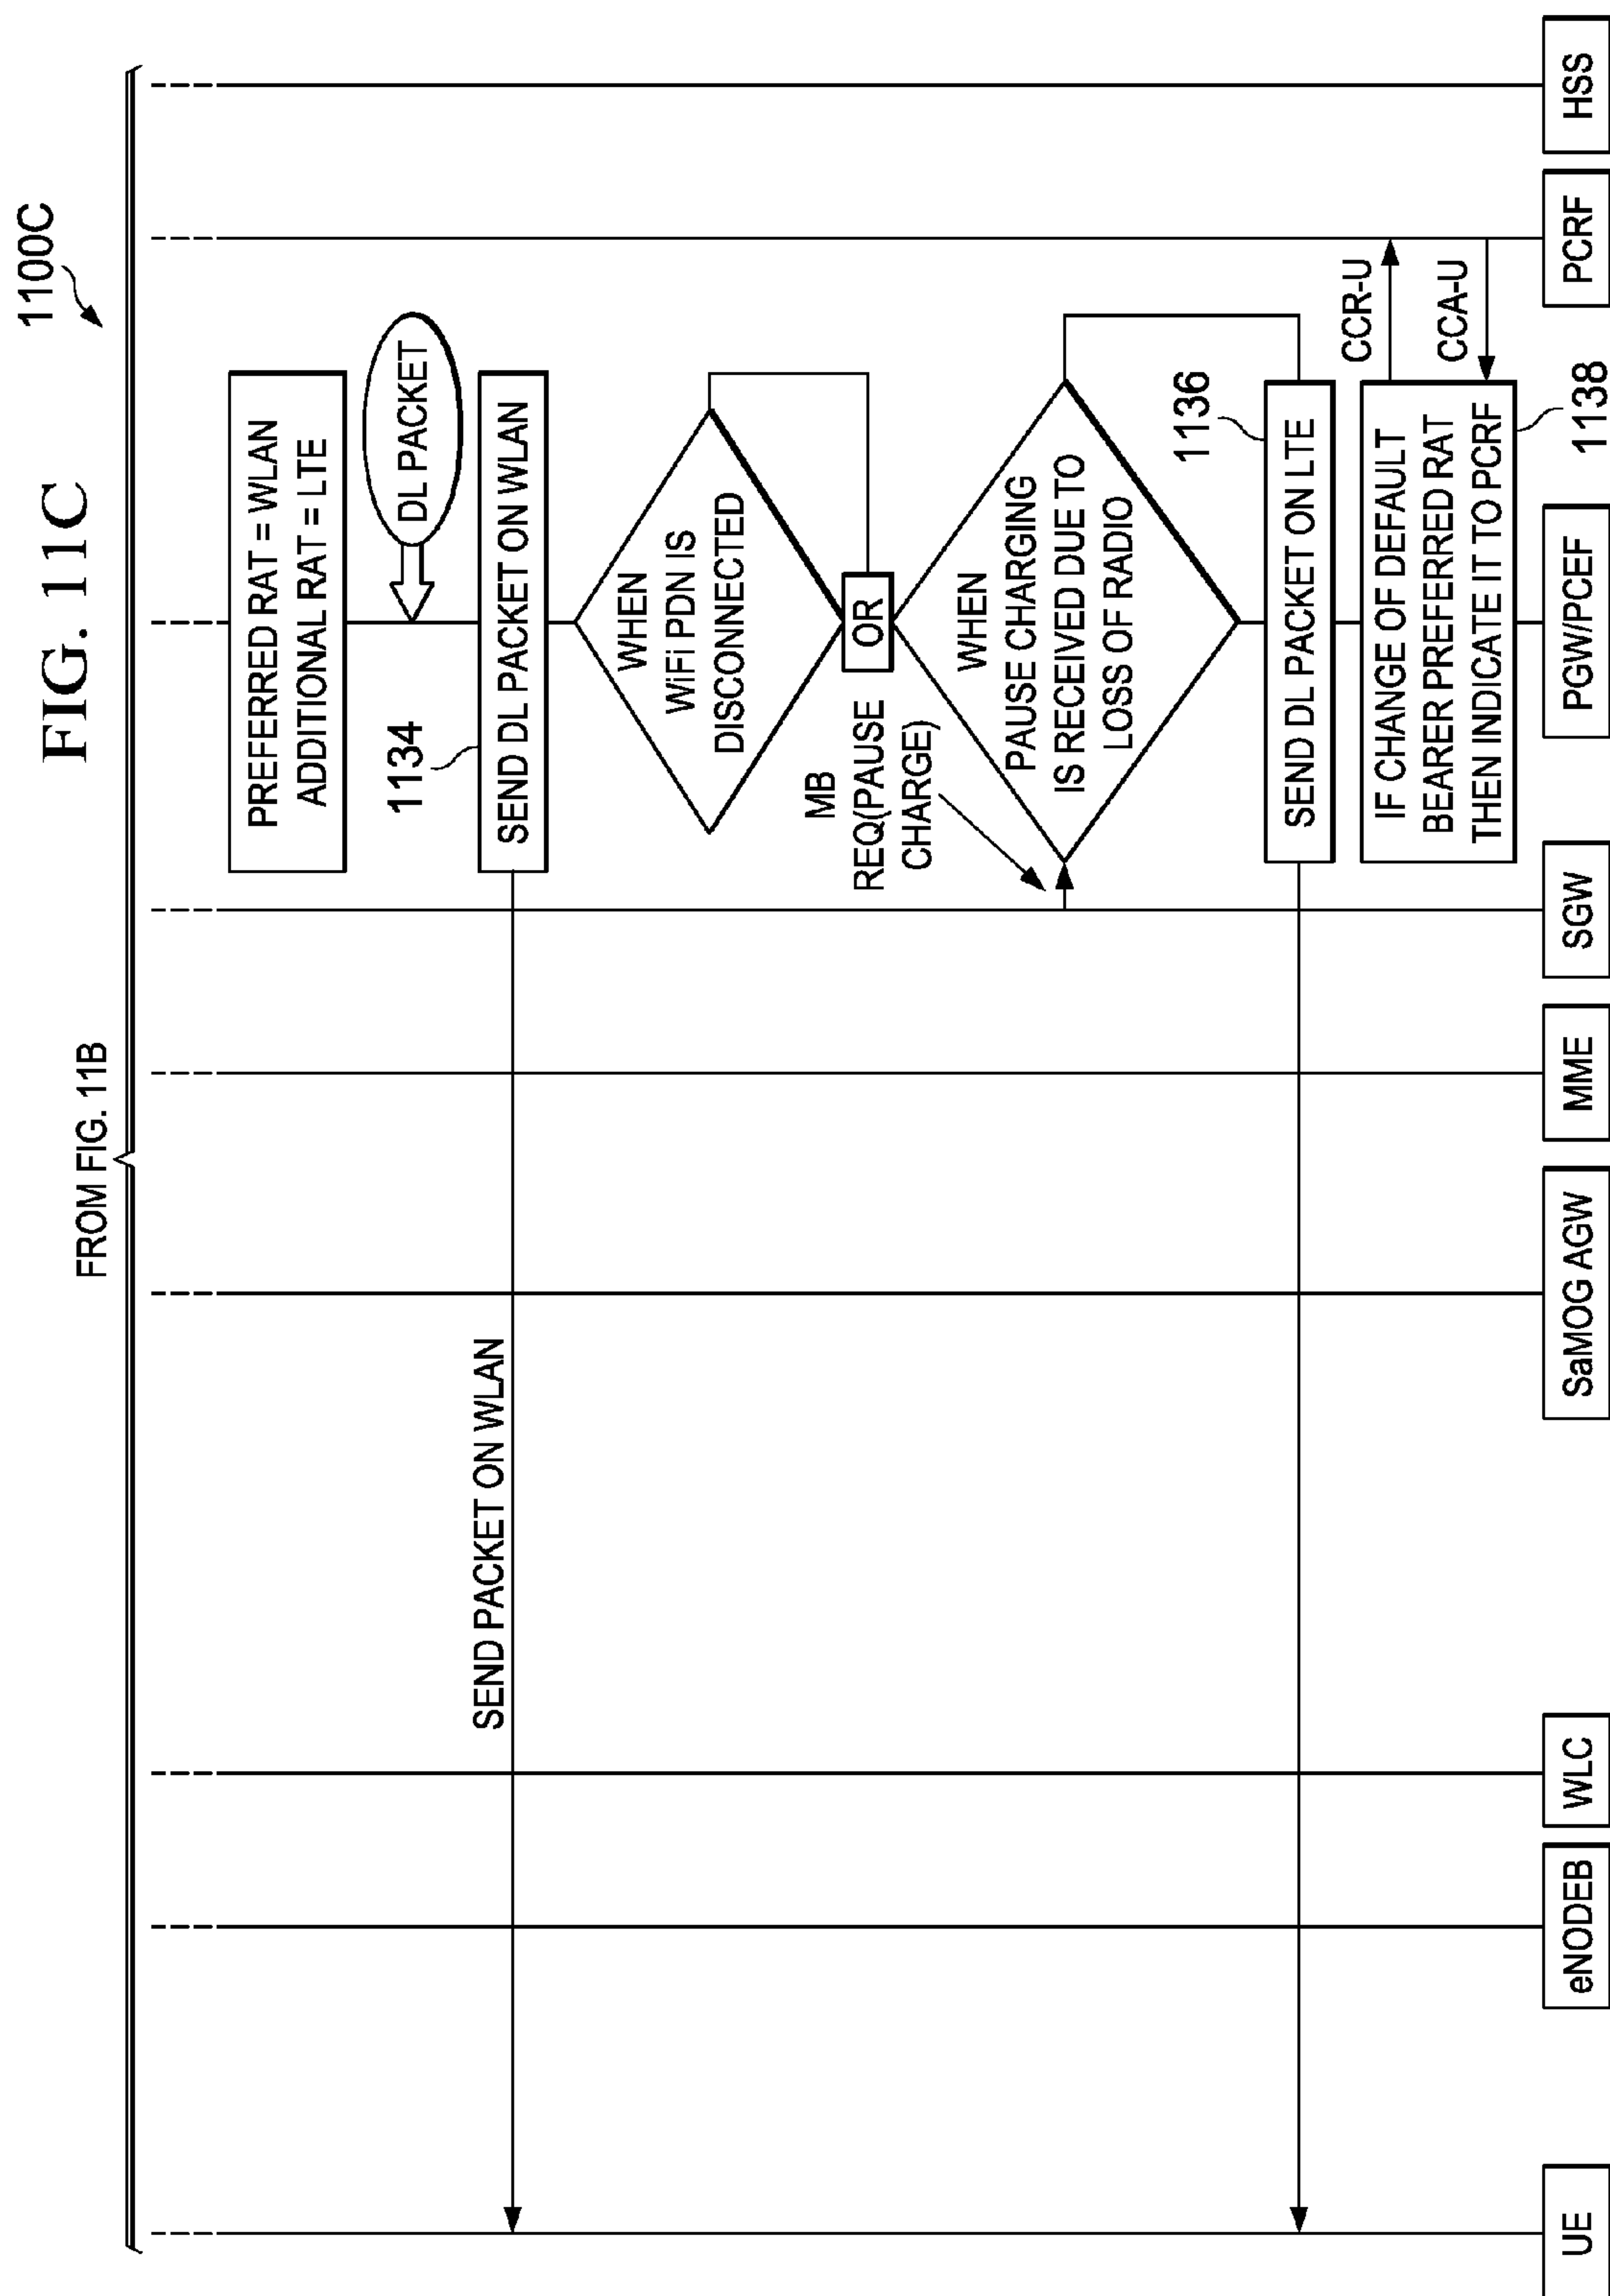 FIG. 11C
1100C
FROM FIG. 11B
PREFERRED RAT = WLAN
ADDITIONAL RAT = LTE
DL PACKET
1134
SEND DL PACKET ON WLAN
SEND PACKET ON WLAN
WHEN
WiFi PDN IS
DISCONNECTED
OR
MB
REQ(PAUSE
CHARGE)
WHEN
PAUSE CHARGING
IS RECEIVED DUE TO
LOSS OF RADIO
1136
SEND DL PACKET ON LTE
IF CHANGE OF DEFAULT
BEARER PREFERRED RAT
THEN INDICATE IT TO PCRF
CCR-U
CCA-U
1138
UE
eNODEB
WLC
SaMOG AGW
MME
SGW
PGW/PCEF
PCRF
HSS